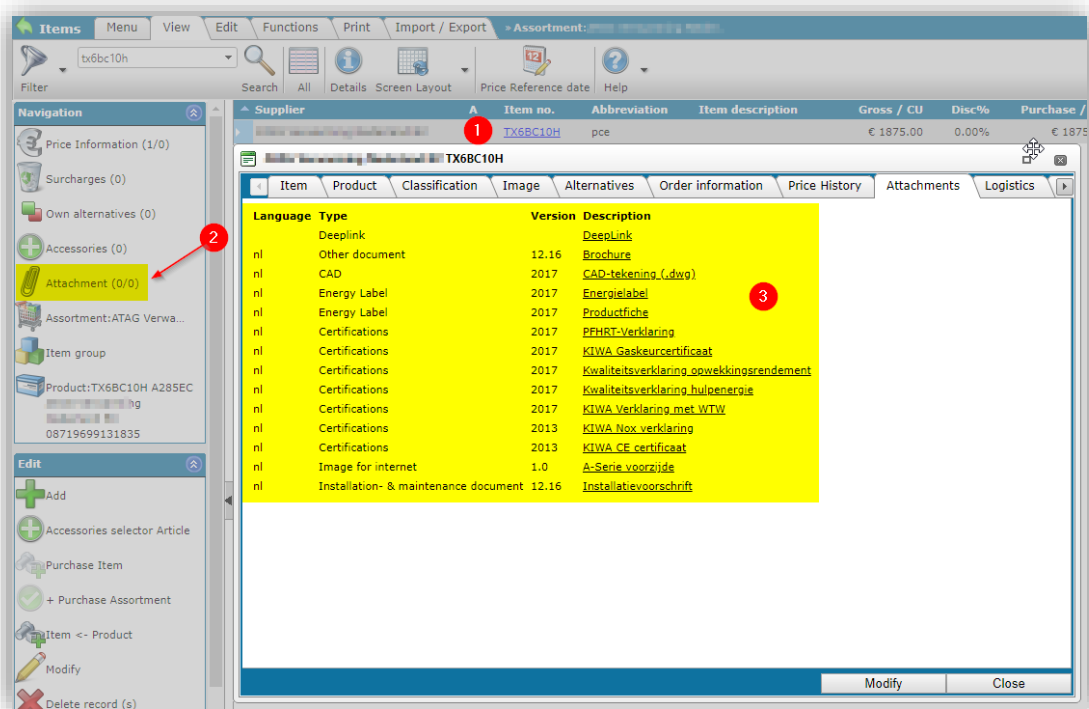 Items Menu View Edit Functions Print Import / Export » Assortment:
tx6bc10h
Filter Search All Details Screen Layout Price Reference date Help
12
Navigation
Price Information (1/0)
Surcharges (0)
Own alternatives (0)
Accessories (0)
2
Attachment (0/0)
Assortment:ATAG Verwa...
Item group
Product:TX6BC10H A285EC
hg
08719699131835
Edit
Add
Accessories selector Article
Purchase Item
+ Purchase Assortment
Item <- Product
Modify
Delete record (s)
Supplier A Item no. Abbreviation Item description Gross / CU Disc% Purchase /
1 TX6BC10H pce € 1875.00 0.00% € 1875
TX6BC10H
Item Product Classification Image Alternatives Order information Price History Attachments Logistics
Language Type Version Description
Deeplink DeepLink
nl Other document 12.16 Brochure
nl CAD 2017 CAD-tekening (.dwg)
nl Energy Label 2017 Energielabel
3
nl Energy Label 2017 Productfiche
nl Certifications 2017 PFHRT-Verklaring
nl Certifications 2017 KIWA Gaskeurcertificaat
nl Certifications 2017 Kwaliteitsverklaring opwekkingsrendement
nl Certifications 2017 Kwaliteitsverklaring hulpenergie
nl Certifications 2017 KIWA Verklaring met WTW
nl Certifications 2013 KIWA Nox verklaring
nl Certifications 2013 KIWA CE certificaat
nl Image for internet 1.0 A-Serie voorzijde
nl Installation- & maintenance document 12.16 Installatievoorschrift
Modify Close